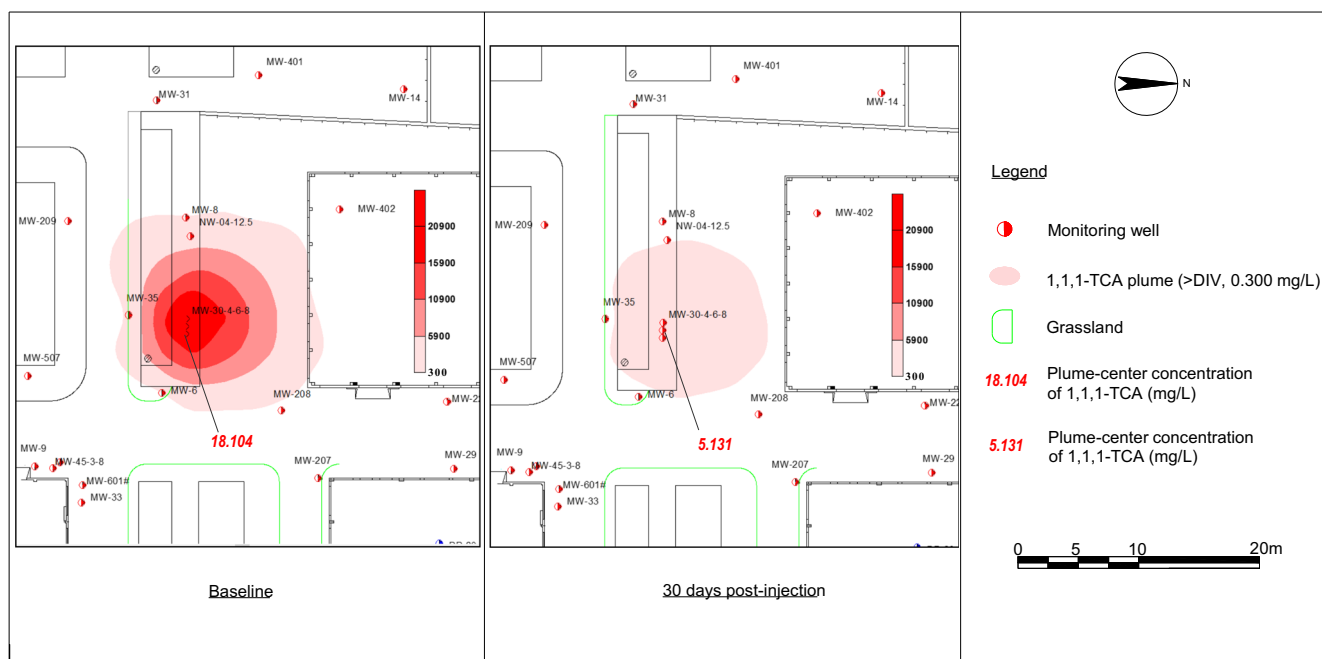 MW-401
MW-14
MW-31
MW-209
MW-8
NW-04-12.5
MW-402
20900
15900
10900
5900
300
MW-35
MW-30-4-6-8
MW-507
MW-6
MW-208
MW-22
18.104
MW-9
MW-45-3-8
MW-601#
MW-33
MW-207
MW-29
Baseline
MW-401
MW-14
MW-31
MW-209
MW-8
NW-04-12.5
MW-402
20900
15900
10900
5900
300
MW-35
MW-30-4-6-8
MW-507
MW-6
MW-208
MW-22
5.131
MW-9
MW-45-3-8
MW-601#
MW-33
MW-207
MW-29
30 days post-injection
N
Legend
Monitoring well
1,1,1-TCA plume (>DIV, 0.300 mg/L)
Grassland
18.104 Plume-center concentration
of 1,1,1-TCA (mg/L)
5.131 Plume-center concentration
of 1,1,1-TCA (mg/L)
0 5 10 20m